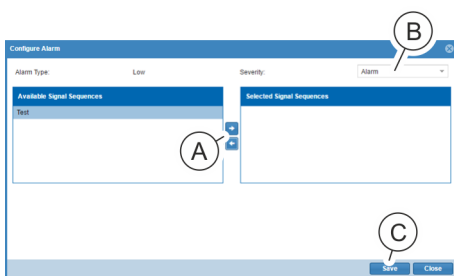 B
Configure Alarm
Alarm Type: Low Severity: Alarm
Available Signal Sequences Selected Signal Sequences
Test
A
C
Save Close